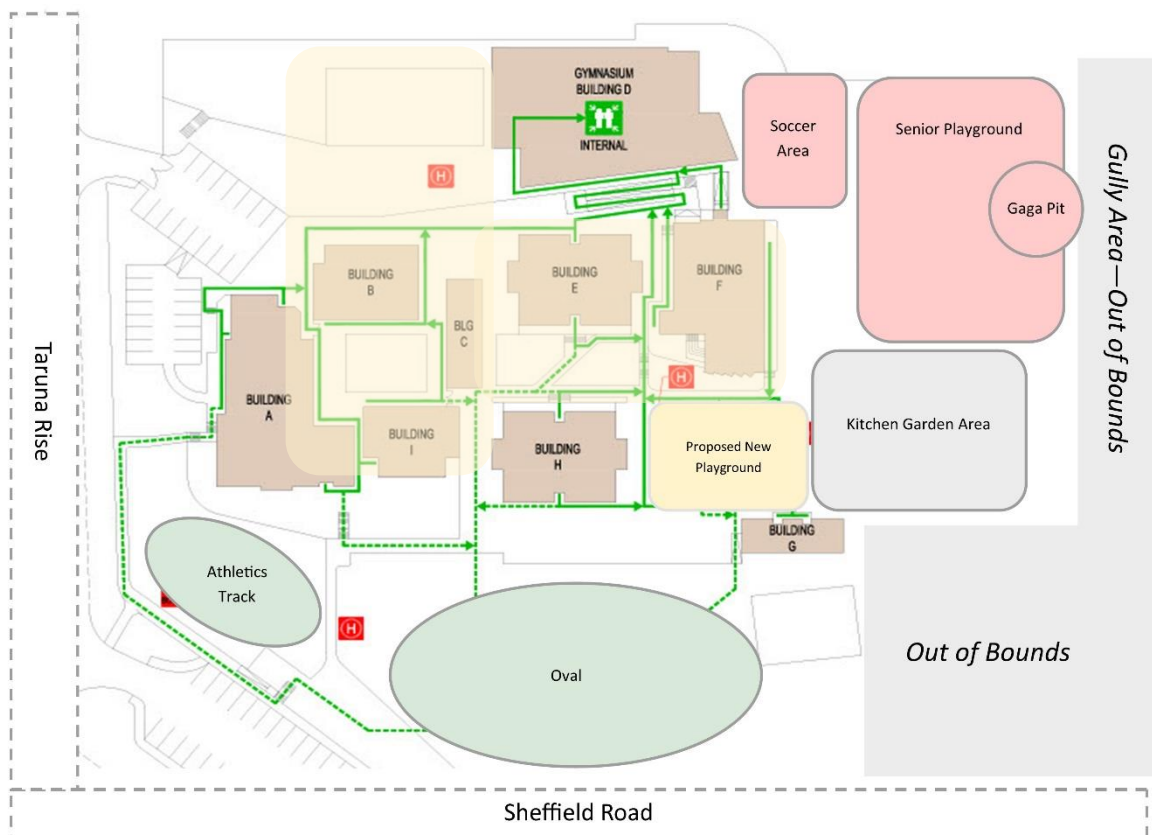 GYMNASIUM
BUILDING D
INTERNAL
Soccer
Area
Senior Playground
Gaga Pit
Gully Area—Out of Bounds
H
BUILDING
B
BLG
C
BUILDING
E
BUILDING
F
Taruna Rise
BUILDING
A
BUILDING
I
H
BUILDING
H
Proposed New
Playground
Kitchen Garden Area
BUILDING
G
Athletics
Track
H
Oval
Out of Bounds
Sheffield Road